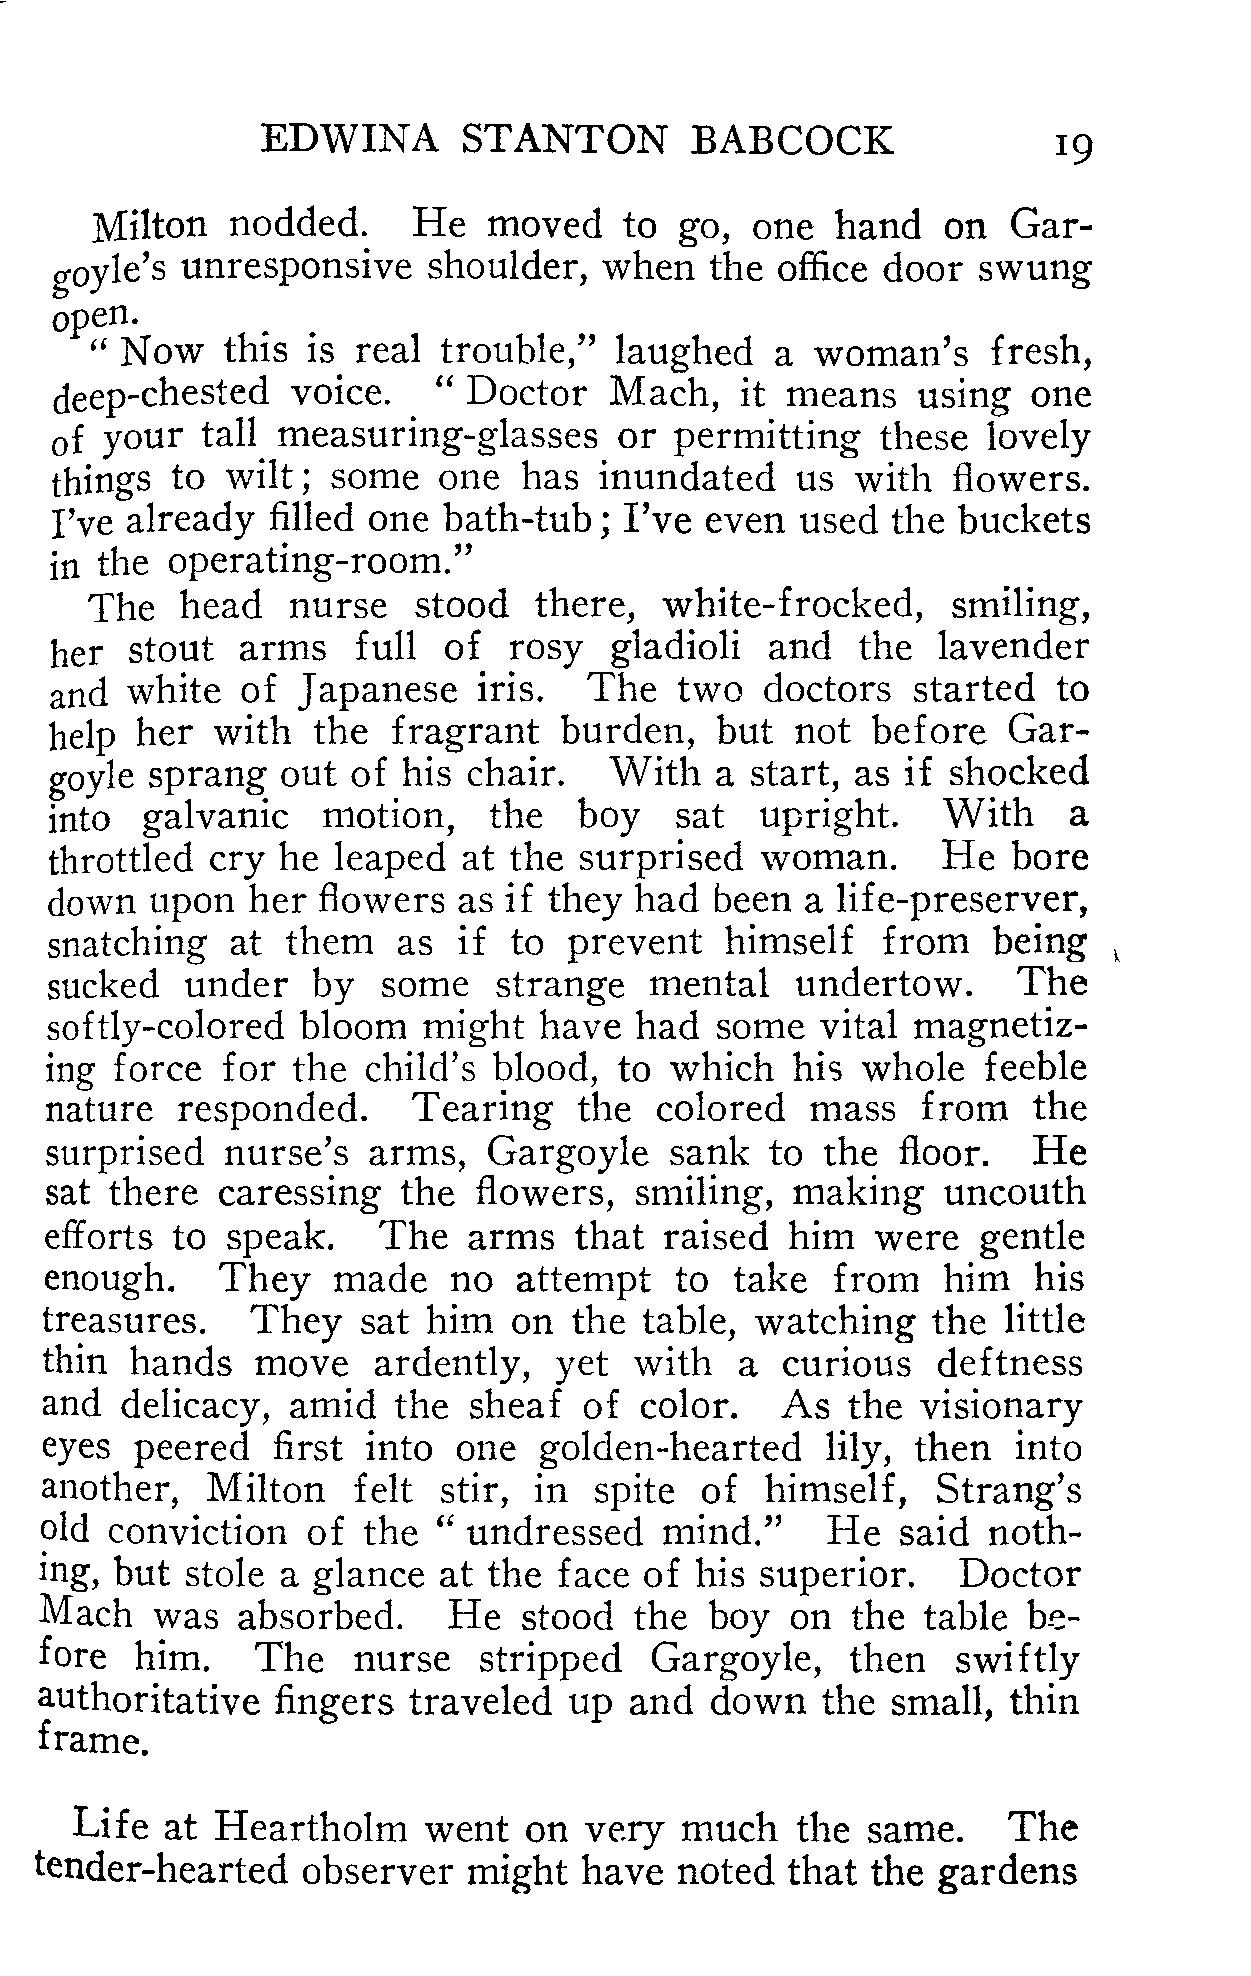 EDWINA STANTON BABCOCK 19
Milton nodded. He moved to go, one hand on Gar-
goyle's unresponsive shoulder, when the office door swung
open.
" Now this is real trouble," laughed a woman's fresh,
deep-chested voice. " Doctor Mach, it means using one
of your tall measuring-glasses or permitting these lovely
things to wilt; some one has inundated us with flowers.
I've already filled one bath-tub; I've even used the buckets
in the operating-room."
The head nurse stood there, white-frocked, smiling,
her stout arms full of rosy gladioli and the lavender
and white of Japanese iris. The two doctors started to
help her with the fragrant burden, but not before Gar-
goyle sprang out of his chair. With a start, as if shocked
into galvanic motion, the boy sat upright. With a
throttled cry he leaped at the surprised woman. He bore
down upon her flowers as if they had been a life-preserver,
snatching at them as if to prevent himself from being
sucked under by some strange mental undertow. The
softly-colored bloom might have had some vital magnetiz-
ing force for the child's blood, to which his whole feeble
nature responded. Tearing the colored mass from the
surprised nurse's arms, Gargoyle sank to the floor. He
sat there caressing the flowers, smiling, making uncouth
efforts to speak. The arms that raised him were gentle
enough. They made no attempt to take from him his
treasures. They sat him on the table, watching the little
thin hands move ardently, yet with a curious deftness
and delicacy, amid the sheaf of color. As the visionary
eyes peered first into one golden-hearted lily, then into
another, Milton felt stir, in spite of himself, Strang's
old conviction of the " undressed mind." He said noth-
ing, but stole a glance at the face of his superior. Doctor
Mach was absorbed. He stood the boy on the table be-
fore him. The nurse stripped Gargoyle, then swiftly
authoritative fingers traveled up and down the small, thin
frame.
Life at Heartholm went on very much the same. The
tender-hearted observer might have noted that the gardens